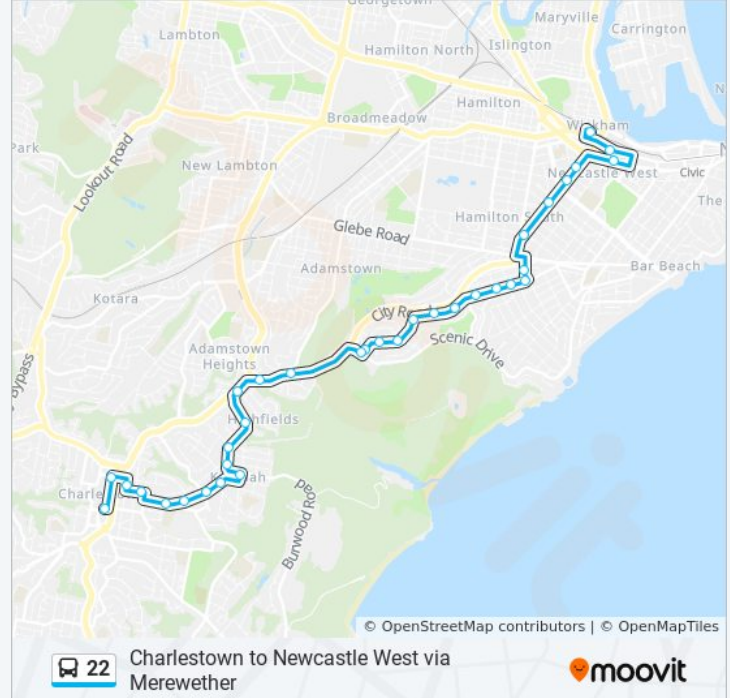 Georgetown
Maryville
Carrington
Lambton
Hamilton North
Islington
Hamilton
Broadmeadow
Wickham
Park
Lookout Road
New Lambton
Newcastle West
Civic
N
The
Glebe Road
Hamilton South
Adamstown
Bar Beach
Kotara
City Road
Scenic Drive
Adamstown
Heights
Bypass
Highfields
Charles
Burwood Road
© OpenStreetMap contributors | © OpenMapTiles
22
Charlestown to Newcastle West via
Merewether
moovit